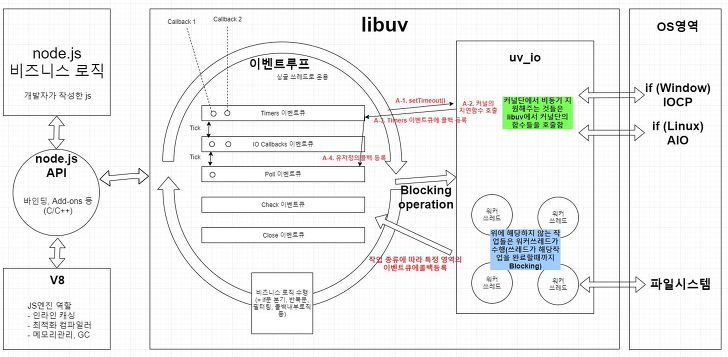 node.js
비즈니스 로직
개발자가 작성한 js
node.js
API
바인딩, Add-ons 등
(C/C++)
V8
JS엔진 역할
- 인라인 캐싱
- 최적화 컴파일러
- 메모리관리, GC
libuv
Callback 1
Callback 2
이벤트루프
싱글 쓰레드로 운용
Timers 이벤트큐
Tick
IO Callbacks 이벤트큐
Tick
Poll 이벤트큐
Check 이벤트큐
Close 이벤트큐
비즈니스 로직 수행
(= if문 분기, 반복문,
필터링, 콜백내부로직
등)
A-1. setTimeout()
A-2. 커널의
지연함수 호출
A-3. Timers 이벤트큐에 콜백 등록
A-4. 유저정의콜백 등록
Blocking
operation
작업 종류에 따라 특정 영역의
이벤트큐에콜백등록
uv_io
커널단에서 비동기 지
원해주는 것들은
libuv에서 커널단의
함수들을 호출함
워커
쓰레드
워커
쓰레드
위에 해당하지 않는 작
업들은 워커쓰레드가
수행(쓰레드가 해당작
업을 완료할때까지
Blocking)
워커
쓰레드
워커
쓰레드
OS영역
if (Window)
IOCP
if (Linux)
AIO
파일시스템